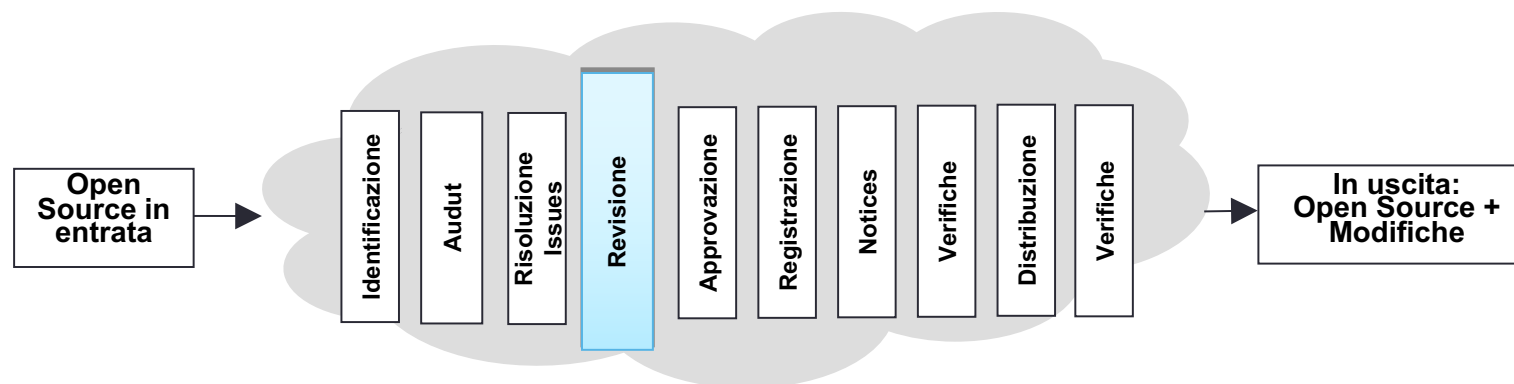 Open
Source in
entrata
Identificazione
Audut
Risoluzione
Issues
Revisione
Approvazione
Registrazione
Notices
Verifiche
Distribuzione
Verifiche
In uscita:
Open Source +
Modifiche